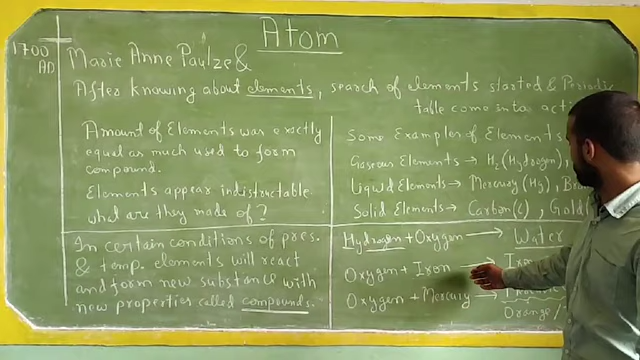 Atom
1700
AD
Marie Anne Paulze &
After knowing about elements, search of elements started & Periodic
table come into
Amount of Elements was exactly
equal as much used to form
compound.
Elements appear indistructable.
what are they made of?
Some Examples of Elements
Gaseous Elements → H₂ (Hydrogen),
Liquid Elements → Mercury (Hg),
Solid Elements → Carbon (C), Gold
In certain conditions of pres.
& temp. elements will react
and form new substance with
new properties called compounds.
Hydrogen + Oxygen → Water
Oxygen + Iron →
Oxygen + Mercury →
Orange /